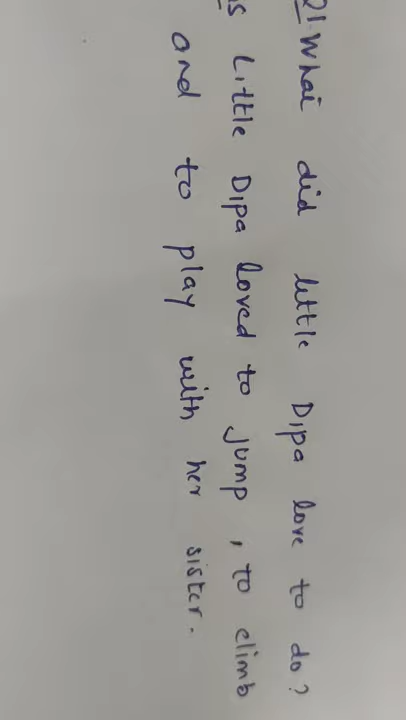 Q1. What did little Dipa love to do?
s Little Dipa loved to jump, to climb
and to play with her sister.